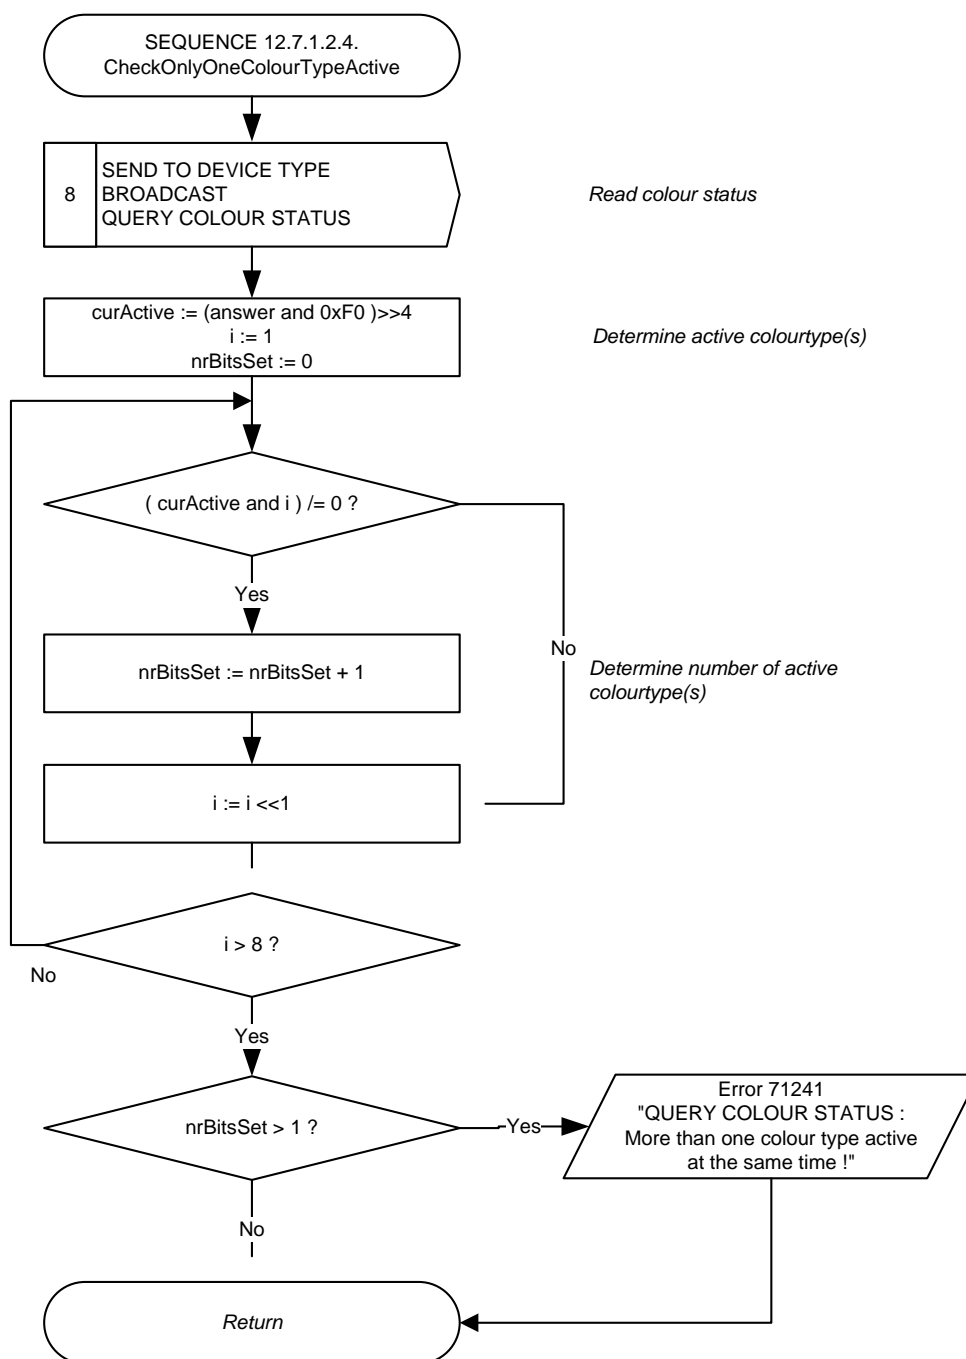 SEQUENCE 12.7.1.2.4.
CheckOnlyOneColourTypeActive
8
SEND TO DEVICE TYPE
BROADCAST
QUERY COLOUR STATUS
Read colour status
curActive := (answer and 0xF0 )>>4
i := 1
nrBitsSet := 0
Determine active colourtype(s)
( curActive and i ) /= 0 ?
Yes
No
nrBitsSet := nrBitsSet + 1
Determine number of active
colourtype(s)
i := i <<1
i > 8 ?
No
Yes
nrBitsSet > 1 ?
Yes
Error 71241
"QUERY COLOUR STATUS :
More than one colour type active
at the same time !"
No
Return